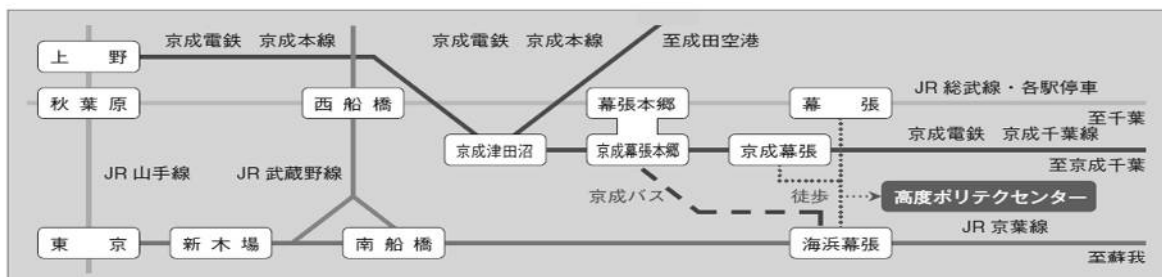 京成電鉄 京成本線
京成電鉄 京成本線
至成田空港
上野
秋葉原
西船橋
幕張本郷
幕張
JR 総武線・各駅停車
至千葉
京成津田沼
京成幕張本郷
京成幕張
京成電鉄 京成千葉線
至京成千葉
JR 山手線
JR 武蔵野線
京成バス
徒歩
高度ポリテクセンター
JR 京葉線
東京
新木場
南船橋
海浜幕張
至蘇我